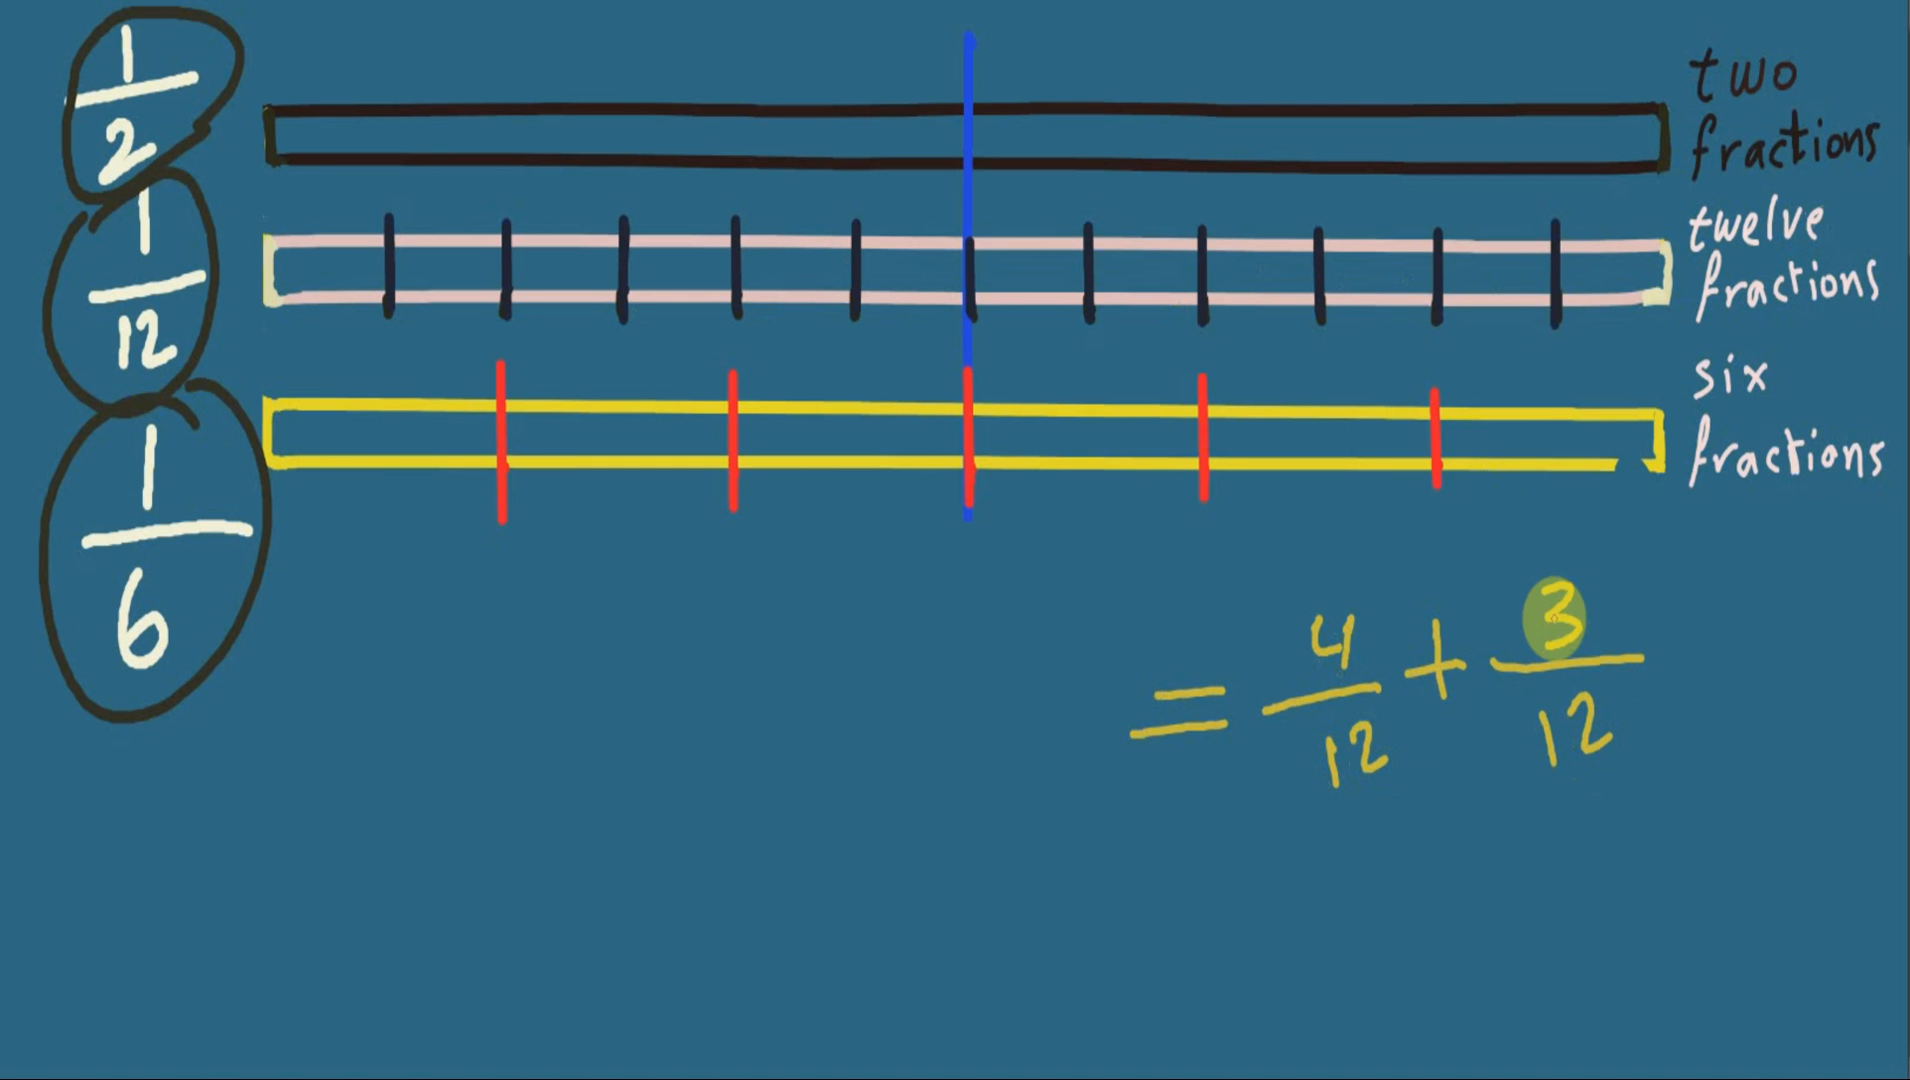 1/2
two
fractions
1/12
twelve
fractions
1/6
six
fractions
= 4/12 + 3/12